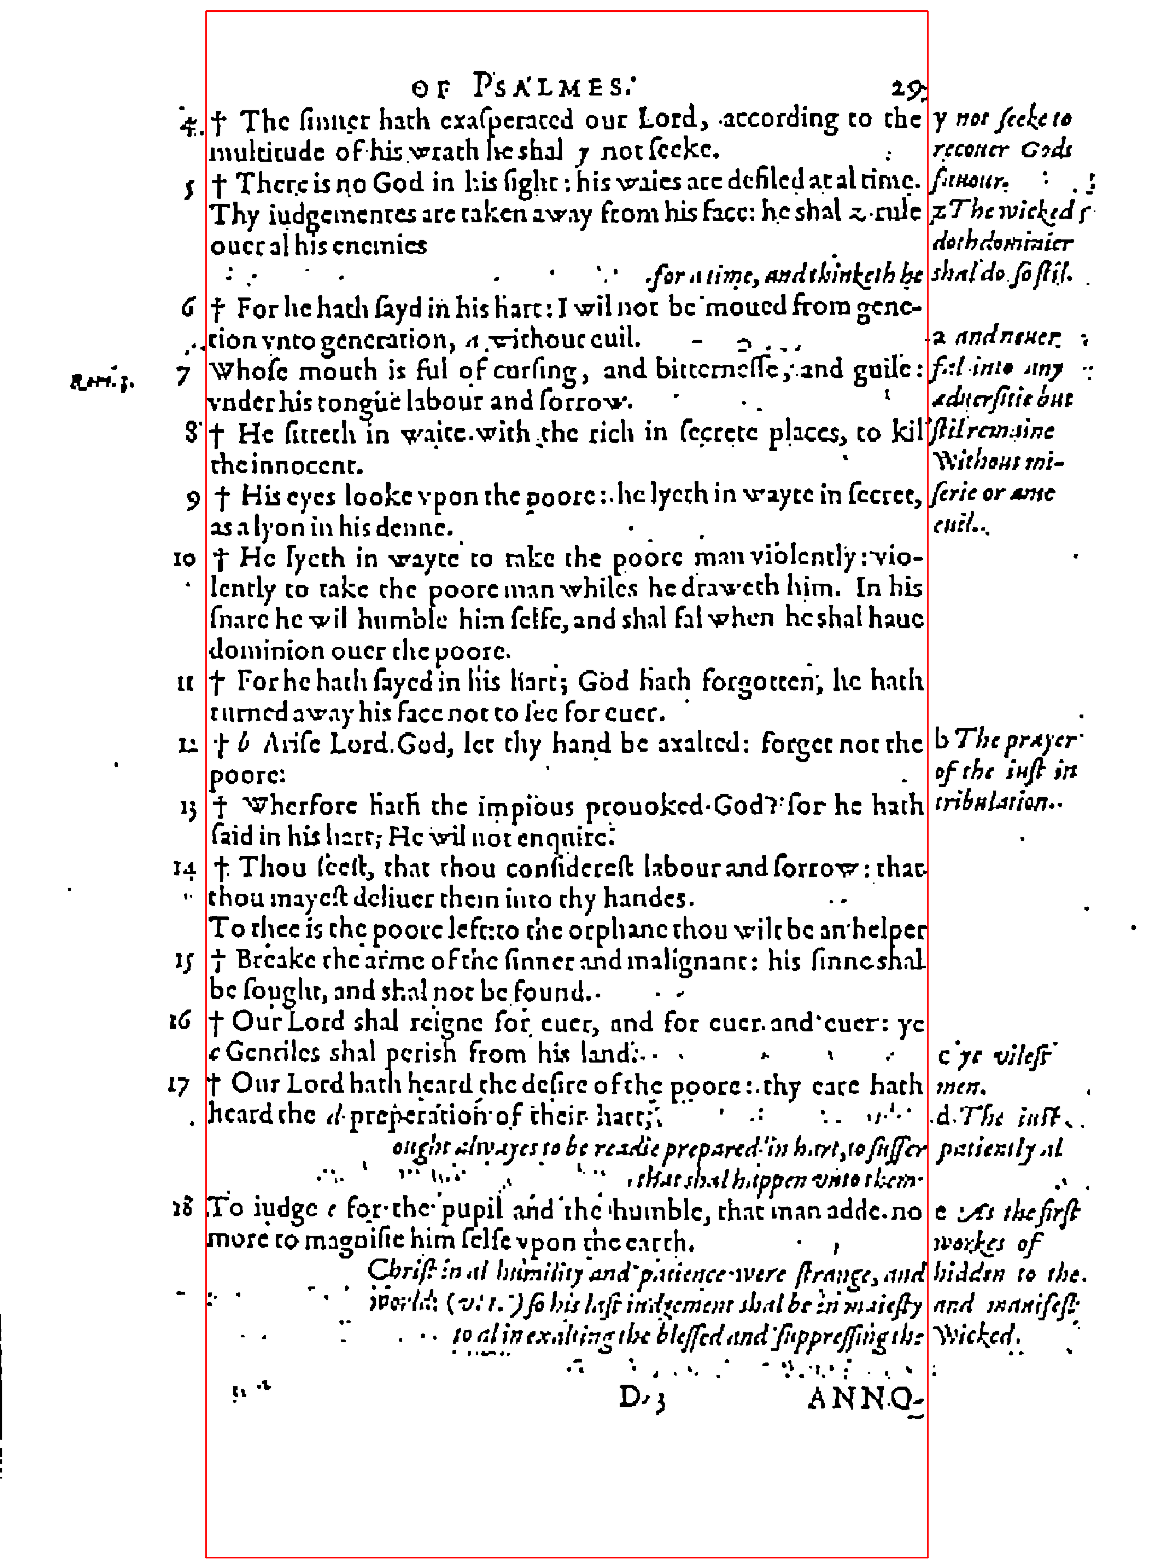 OF PSALMES. 29
4. † The ſinner hath exaſperated our Lord, according to the
multitude of his wrath he shal y not ſeeke.
y not ſeeke to
recouer Gods
fauour.
5 † There is no God in his ſight: his waies are defiled at al time.
Thy iudgementes are taken away from his face: he shal z rule
ouer al his enemies
z The wicked
doth dominier
for a time, and thinketh he shal do ſo ſtil.
6 † For he hath ſayd in his hart: I wil not be moued from gene-
tion vnto generation, a without euil.
a and neuer
fal into any
aduerſitie but
ſtil remaine
Without mi-
ſerie or anie
euil.
Rom. 3.
7 Whoſe mouth is ful of curſing, and bitterneſſe, and guile:
vnder his tongue labour and ſorrow.
8 † He ſitteth in waite with the rich in ſecrete places, to kil
the innocent.
9 † His eyes looke vpon the poore: he lyeth in wayte in ſecret,
as a lyon in his denne.
10 † He lyeth in wayte to take the poore man violently: vio-
lently to take the poore man whiles he draweth him. In his
ſnare he wil humble him ſelfe, and shal fal when he shal haue
dominion ouer the poore.
11 † For he hath ſayed in his hart; God hath forgotten, he hath
turned away his face not to ſee for euer.
12 † b Ariſe Lord God, let thy hand be axalted: forget not the
poore:
b The prayer
of the iuſt in
tribulation.
13 † Wherfore hath the impious prouoked God? for he hath
ſaid in his hart; He wil not enquire.
14 † Thou ſeeſt, that thou conſidereſt labour and ſorrow: that
thou mayeſt deliuer them into thy handes.
To thee is the poore left: to the orphane thou wilt be an helper
15 † Breake the arme of the ſinner and malignant: his ſinne shal
be ſought, and shal not be found.
16 † Our Lord shal reigne for euer, and for euer and euer: ye
c Gentiles shal perish from his land.
c ye vileſt
men.
17 † Our Lord hath heard the deſire of the poore: thy eare hath
heard the d preperation of their hart;
d The iuſt
ought alwayes to be readie prepared in hart, to ſuffer patiently al
that shal happen vnto them.
18 To iudge e for the pupil and the humble, that man adde no
more to magnifie him ſelfe vpon the earth.
e As the firſt
workes of
Chriſt in al humility and patience were ſtrange, and hidden to the
World: (v. 1.) ſo his laſt iudgement shal be in maieſty and manifeſt
to al in exalting the bleſſed and ſuppreſſing the Wicked.
D 3 ANNO-